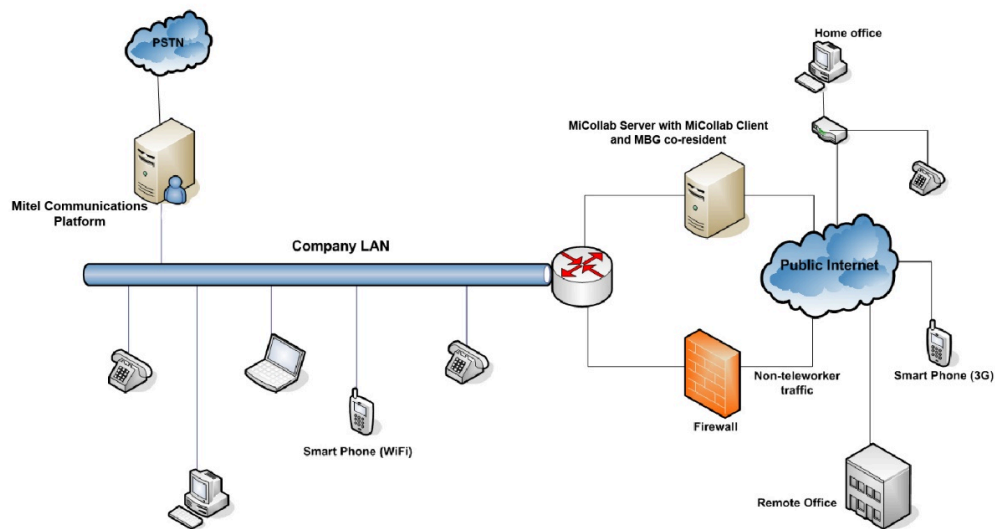 PSTN
Home office
MiCollab Server with MiCollab Client
and MBG co-resident
Mitel Communications
Platform
Company LAN
Public Internet
Smart Phone (3G)
Non-teleworker
traffic
Firewall
Smart Phone (WiFi)
Remote Office